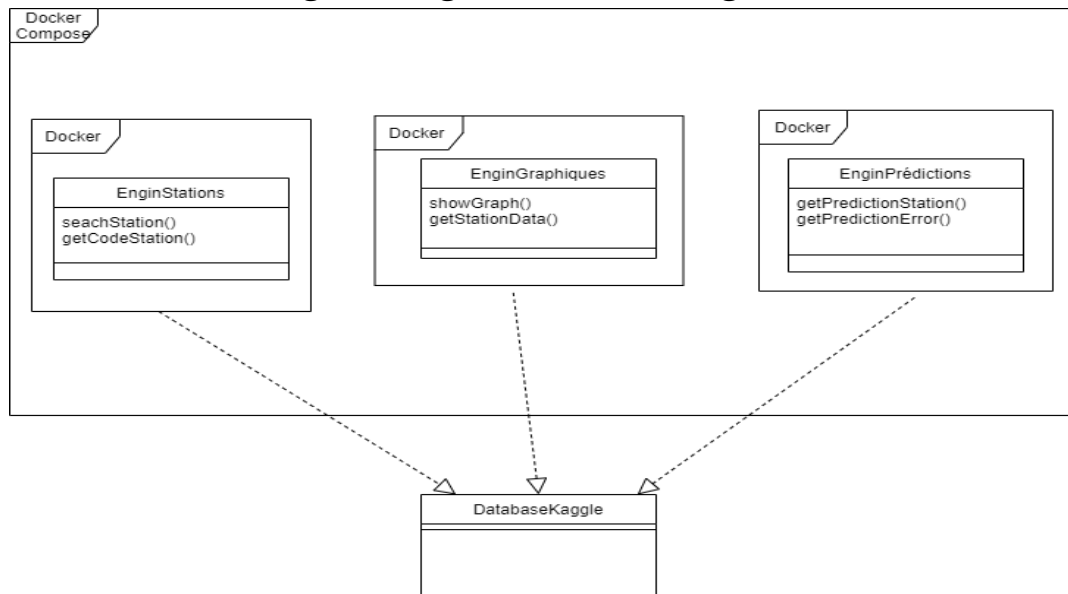 Docker
Compose
Docker
EnginStations
seachStation()
getCodeStation()
Docker
EnginGraphiques
showGraph()
getStationData()
Docker
EnginPrédictions
getPredictionStation()
getPredictionError()
DatabaseKaggle